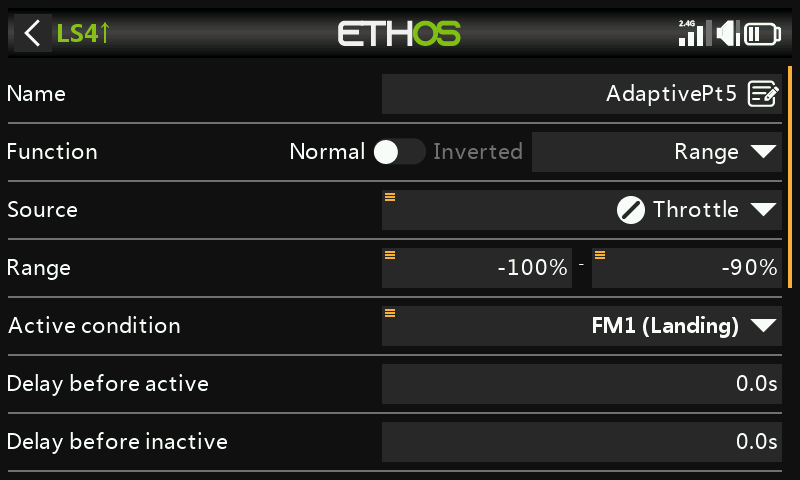 LS4↑ ETHOS 2.4G
Name AdaptivePt5
Function Normal Inverted Range
Source Throttle
Range -100% - -90%
Active condition FM1 (Landing)
Delay before active 0.0s
Delay before inactive 0.0s